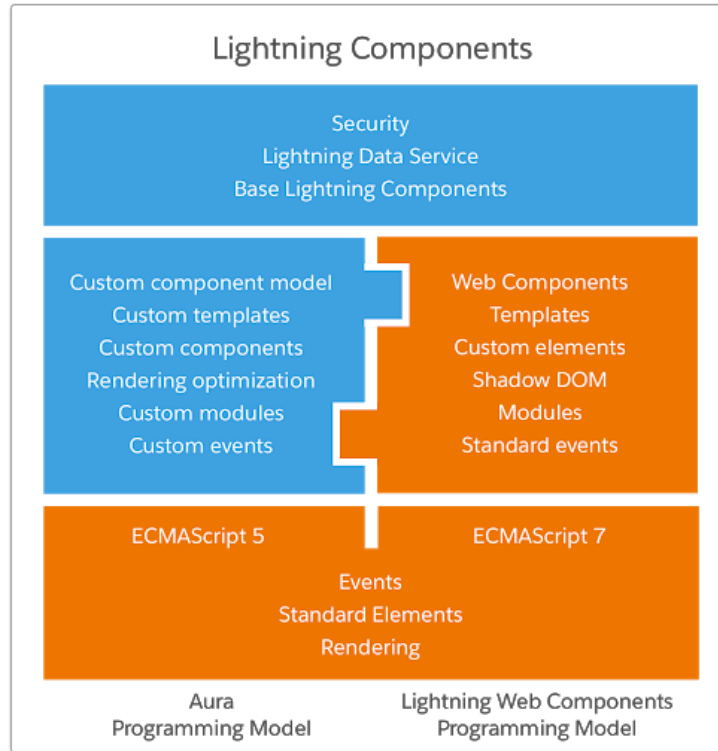 Lightning Components
Security
Lightning Data Service
Base Lightning Components
Custom component model
Custom templates
Custom components
Rendering optimization
Custom modules
Custom events
Web Components
Templates
Custom elements
Shadow DOM
Modules
Standard events
ECMAScript 5
ECMAScript 7
Events
Standard Elements
Rendering
Aura
Programming Model
Lightning Web Components
Programming Model